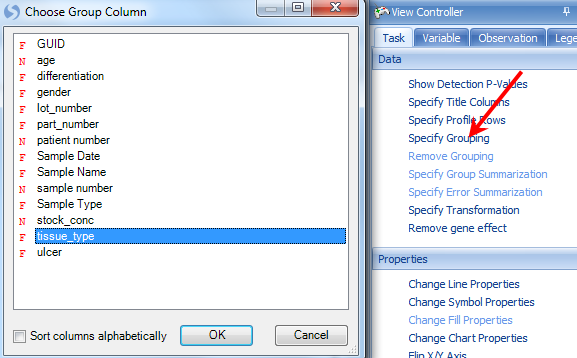 Choose Group Column
F GUID
N age
F differentiation
F gender
F lot_number
F part_number
N patient number
F Sample Date
F Sample Name
N sample number
F Sample Type
N stock_conc
F tissue_type
F ulcer
Sort columns alphabetically OK Cancel
View Controller
Task Variable Observation Lege
Data
Show Detection P-Values
Specify Title Columns
Specify Profile Rows
Specify Grouping
Remove Grouping
Specify Group Summarization
Specify Error Summarization
Specify Transformation
Remove gene effect
Properties
Change Line Properties
Change Symbol Properties
Change Fill Properties
Change Chart Properties
Flip X/Y Axis